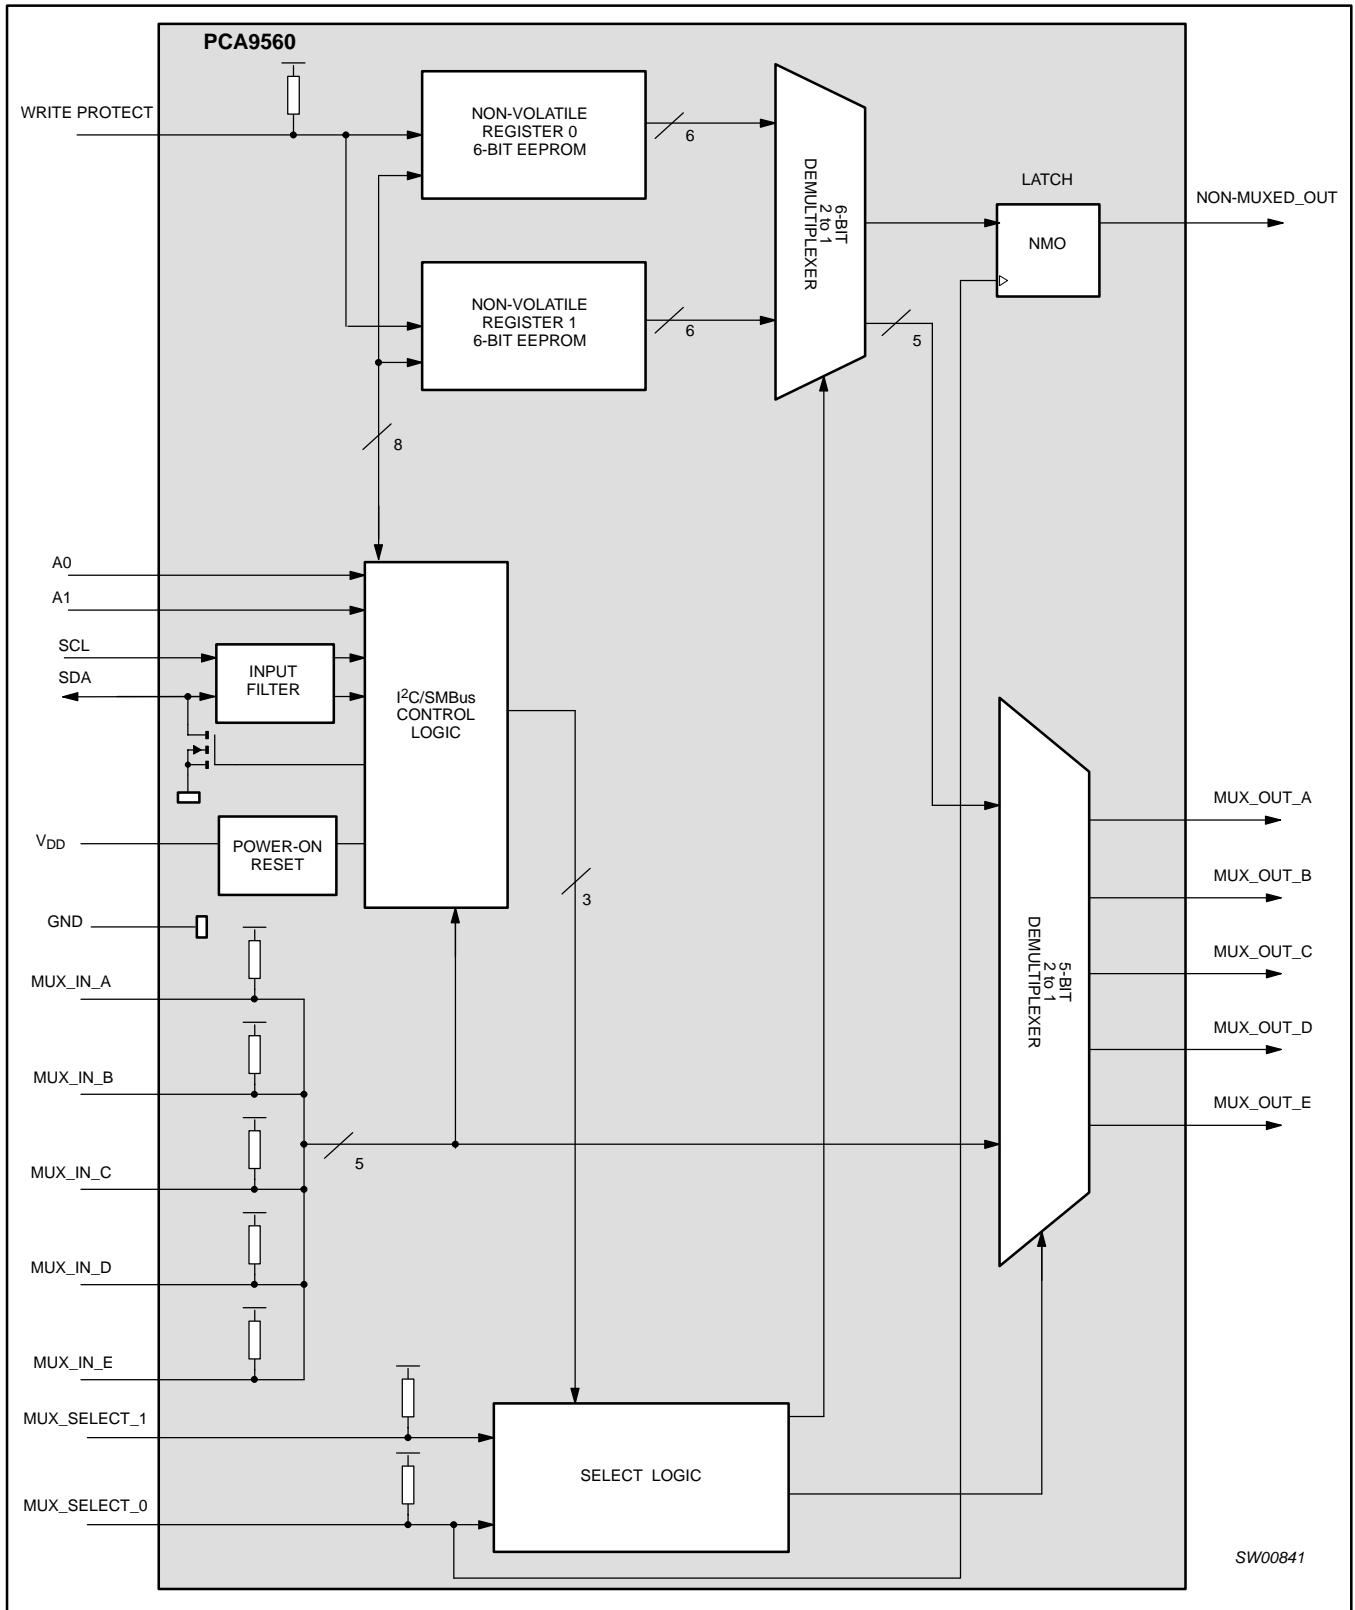 PCA9560
WRITE PROTECT
NON-VOLATILE
REGISTER 0
6-BIT EEPROM
6
6-BIT
2 to 1
DEMULTIPLEXER
LATCH
NMO
NON-MUXED_OUT
NON-VOLATILE
REGISTER 1
6-BIT EEPROM
6
5
8
A0
A1
SCL
SDA
INPUT
FILTER
I2C/SMBus
CONTROL
LOGIC
VDD
POWER-ON
RESET
GND
3
MUX_IN_A
MUX_IN_B
MUX_IN_C
MUX_IN_D
MUX_IN_E
5
5-BIT
2 to 1
DEMULTIPLEXER
MUX_OUT_A
MUX_OUT_B
MUX_OUT_C
MUX_OUT_D
MUX_OUT_E
MUX_SELECT_1
MUX_SELECT_0
SELECT LOGIC
SW00841